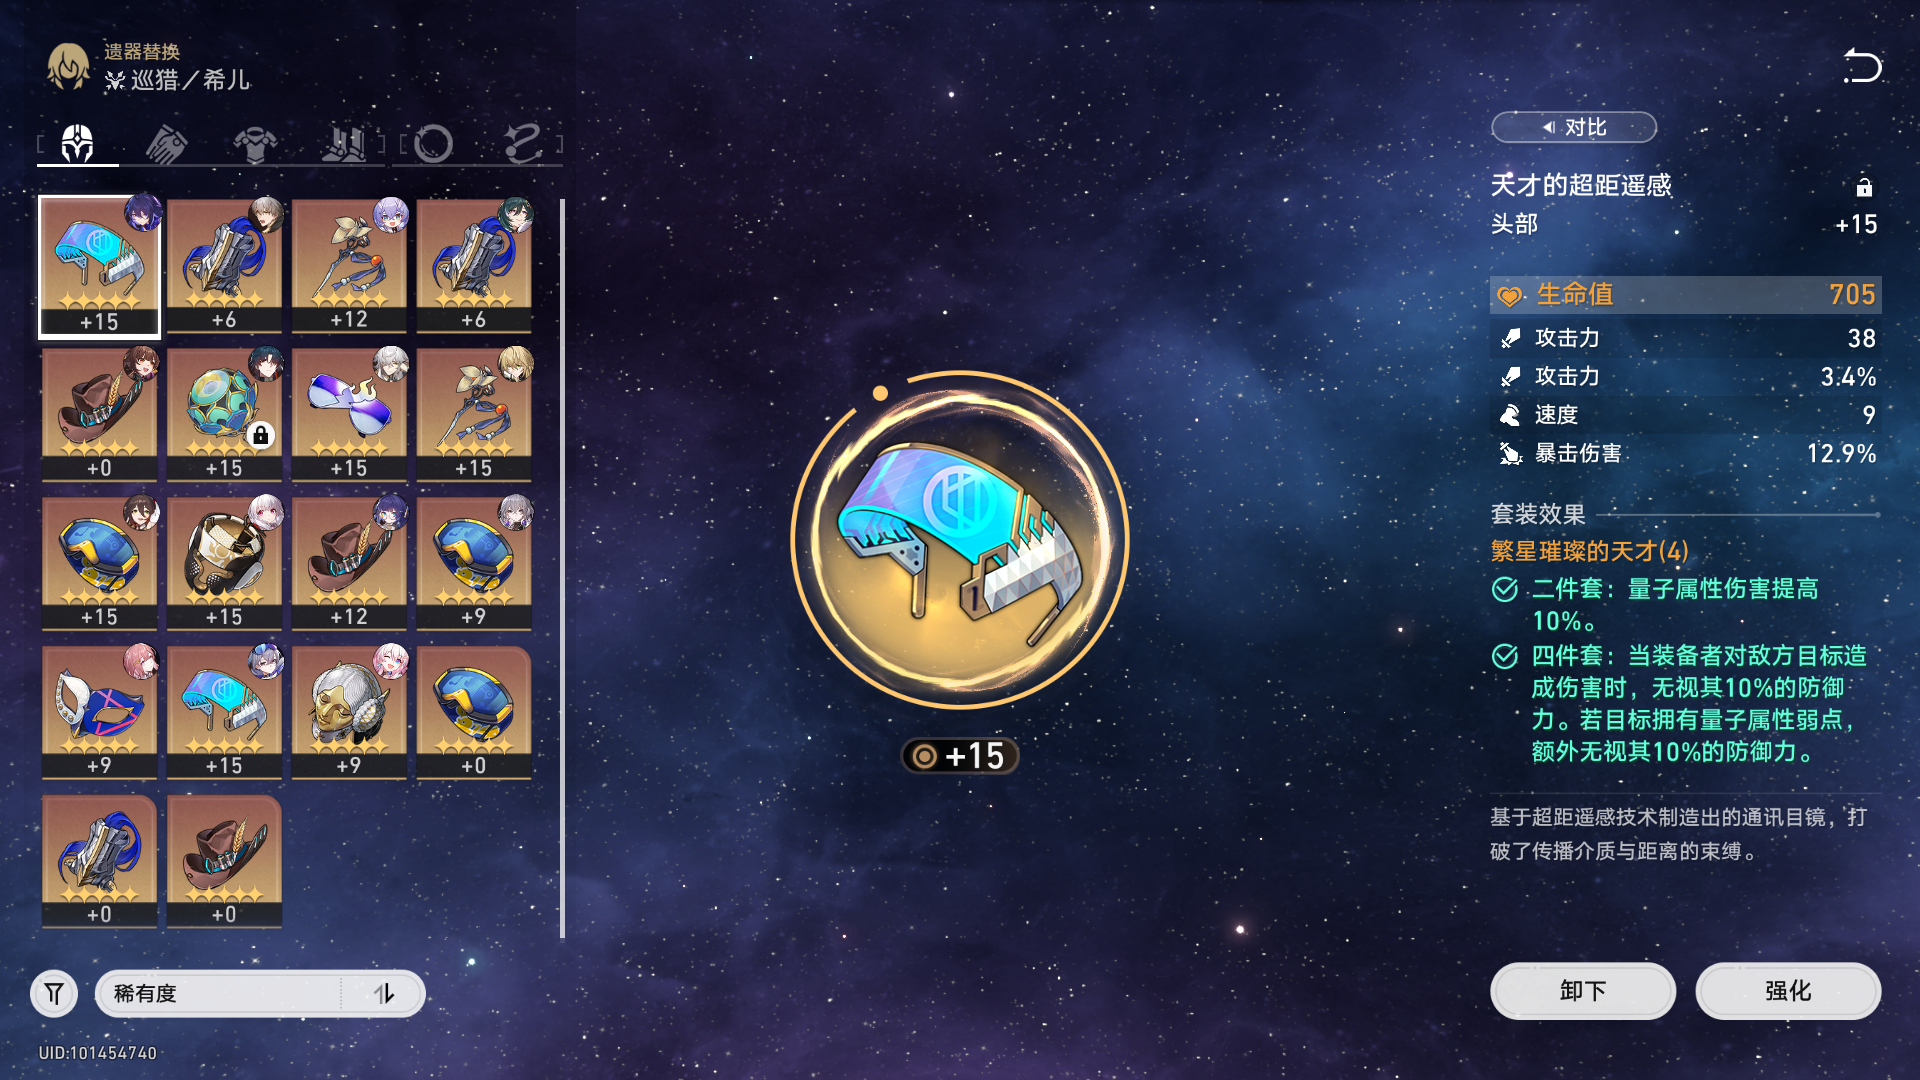 遗器替换
巡猎／希儿
+15
+6
+12
+6
+0
+15
+15
+15
+15
+15
+12
+9
+9
+15
+9
+0
+0
+0
稀有度
UID:101454740
+15
对比
天才的超距遥感
头部
+15
生命值 705
攻击力 38
攻击力 3.4%
速度 9
暴击伤害 12.9%
套装效果
繁星璀璨的天才(4)
二件套：量子属性伤害提高
10%。
四件套：当装备者对敌方目标造
成伤害时，无视其10%的防御
力。若目标拥有量子属性弱点，
额外无视其10%的防御力。
基于超距遥感技术制造出的通讯目镜，打
破了传播介质与距离的束缚。
卸下
强化